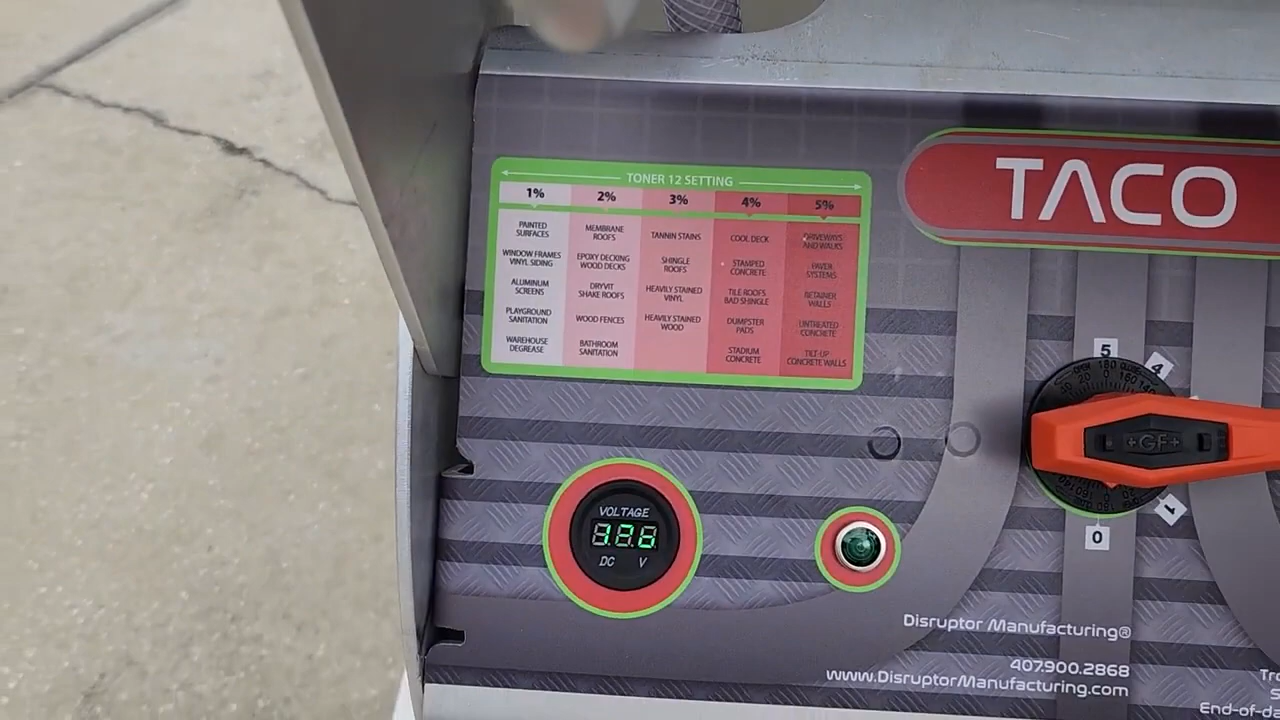 TONER 12 SETTING
1% 2% 3% 4% 5%
PAINTED
SURFACES
WINDOW FRAMES
VINYL SIDING
ALUMINUM
SCREENS
PLAYGROUND
SANITATION
WAREHOUSE
DEGREASE
MEMBRANE
ROOFS
EPOXY DECKING
WOOD DECKS
DRYVIT
SHAKE ROOFS
WOOD FENCES
BATHROOM
SANITATION
TANNIN STAINS
SHINGLE
ROOFS
HEAVILY STAINED
VINYL
HEAVILY STAINED
WOOD
COOL DECK
STAMPED
CONCRETE
TILE ROOFS
BAD SHINGLE
DUMPSTER
PADS
STADIUM
CONCRETE
DRIVEWAYS
AND WALKS
PAVER
SYSTEMS
RETAINER
WALLS
UNTREATED
CONCRETE
TILT-UP
CONCRETE WALLS
TACO
5
4
+GF+
1
0
VOLTAGE
DC V
Disruptor Manufacturing®
407.900.2868
www.DisruptorManufacturing.com
End-of-da